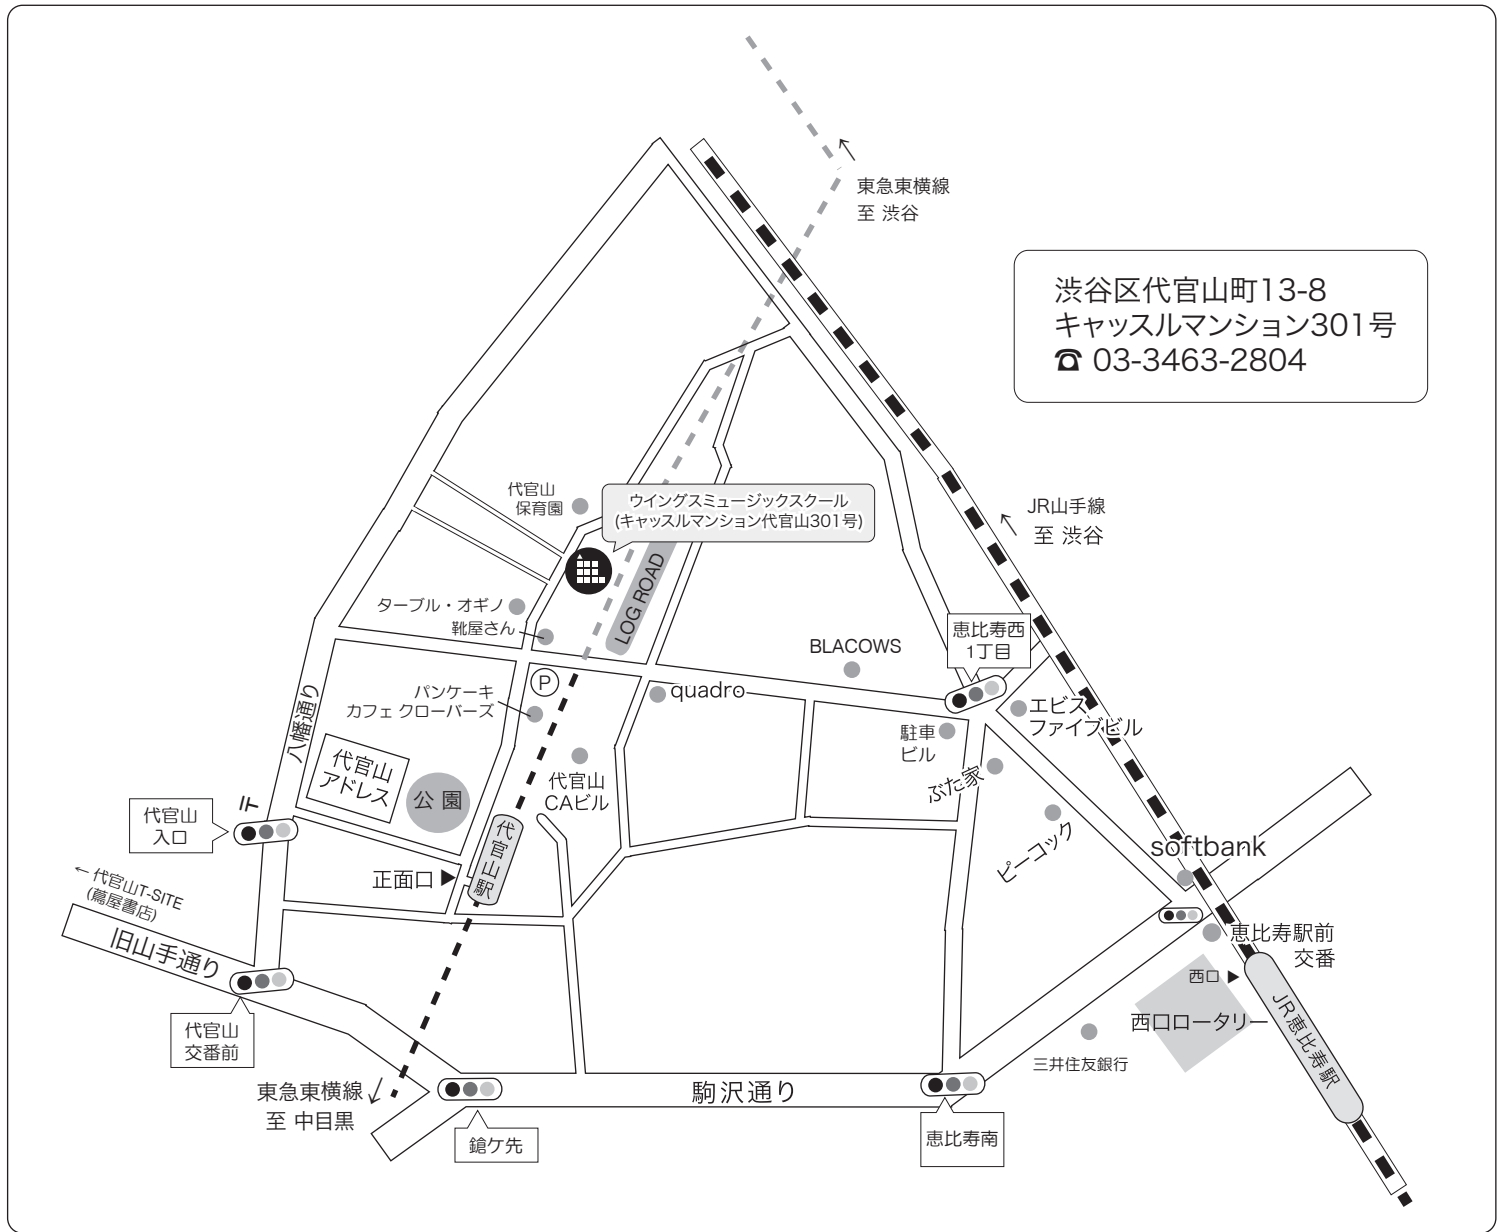 東急東横線
至 渋谷
渋谷区代官山町13-8
キャッスルマンション301号
☎ 03-3463-2804
代官山
保育園
ウイングスミュージックスクール
(キャッスルマンション代官山301号)
JR山手線
至 渋谷
LOG ROAD
ターブル・オギノ
靴屋さん
恵比寿西
1丁目
BLACOWS
P
quadro
パンケーキ
カフェ クローバーズ
エビス
ファイブビル
八幡通り
駐車
ビル
代官山
アドレス
公園
代官山
CAビル
ぶた家
〒
代官山
入口
代官山駅
ピーコック
softbank
正面口
← 代官山T-SITE
(蔦屋書店)
旧山手通り
恵比寿駅前
交番
西口
西口ロータリー
JR恵比寿駅
代官山
交番前
三井住友銀行
東急東横線
至 中目黒
駒沢通り
鎗ケ先
恵比寿南